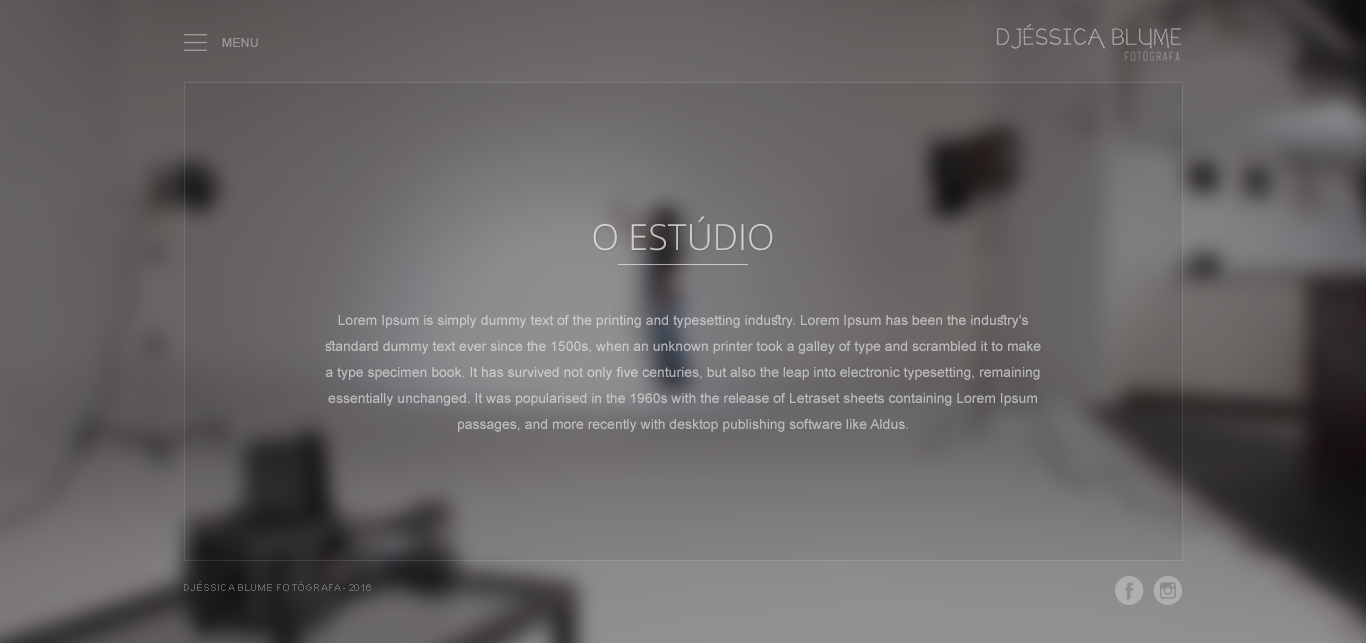 MENU
DJÉSSICA BLUME
FOTÓGRAFA
O ESTÚDIO
Lorem Ipsum is simply dummy text of the printing and typesetting industry. Lorem Ipsum has been the industry's
standard dummy text ever since the 1500s, when an unknown printer took a galley of type and scrambled it to make
a type specimen book. It has survived not only five centuries, but also the leap into electronic typesetting, remaining
essentially unchanged. It was popularised in the 1960s with the release of Letraset sheets containing Lorem Ipsum
passages, and more recently with desktop publishing software like Aldus.
DJÉSSICA BLUME FOTÓGRAFA - 2016